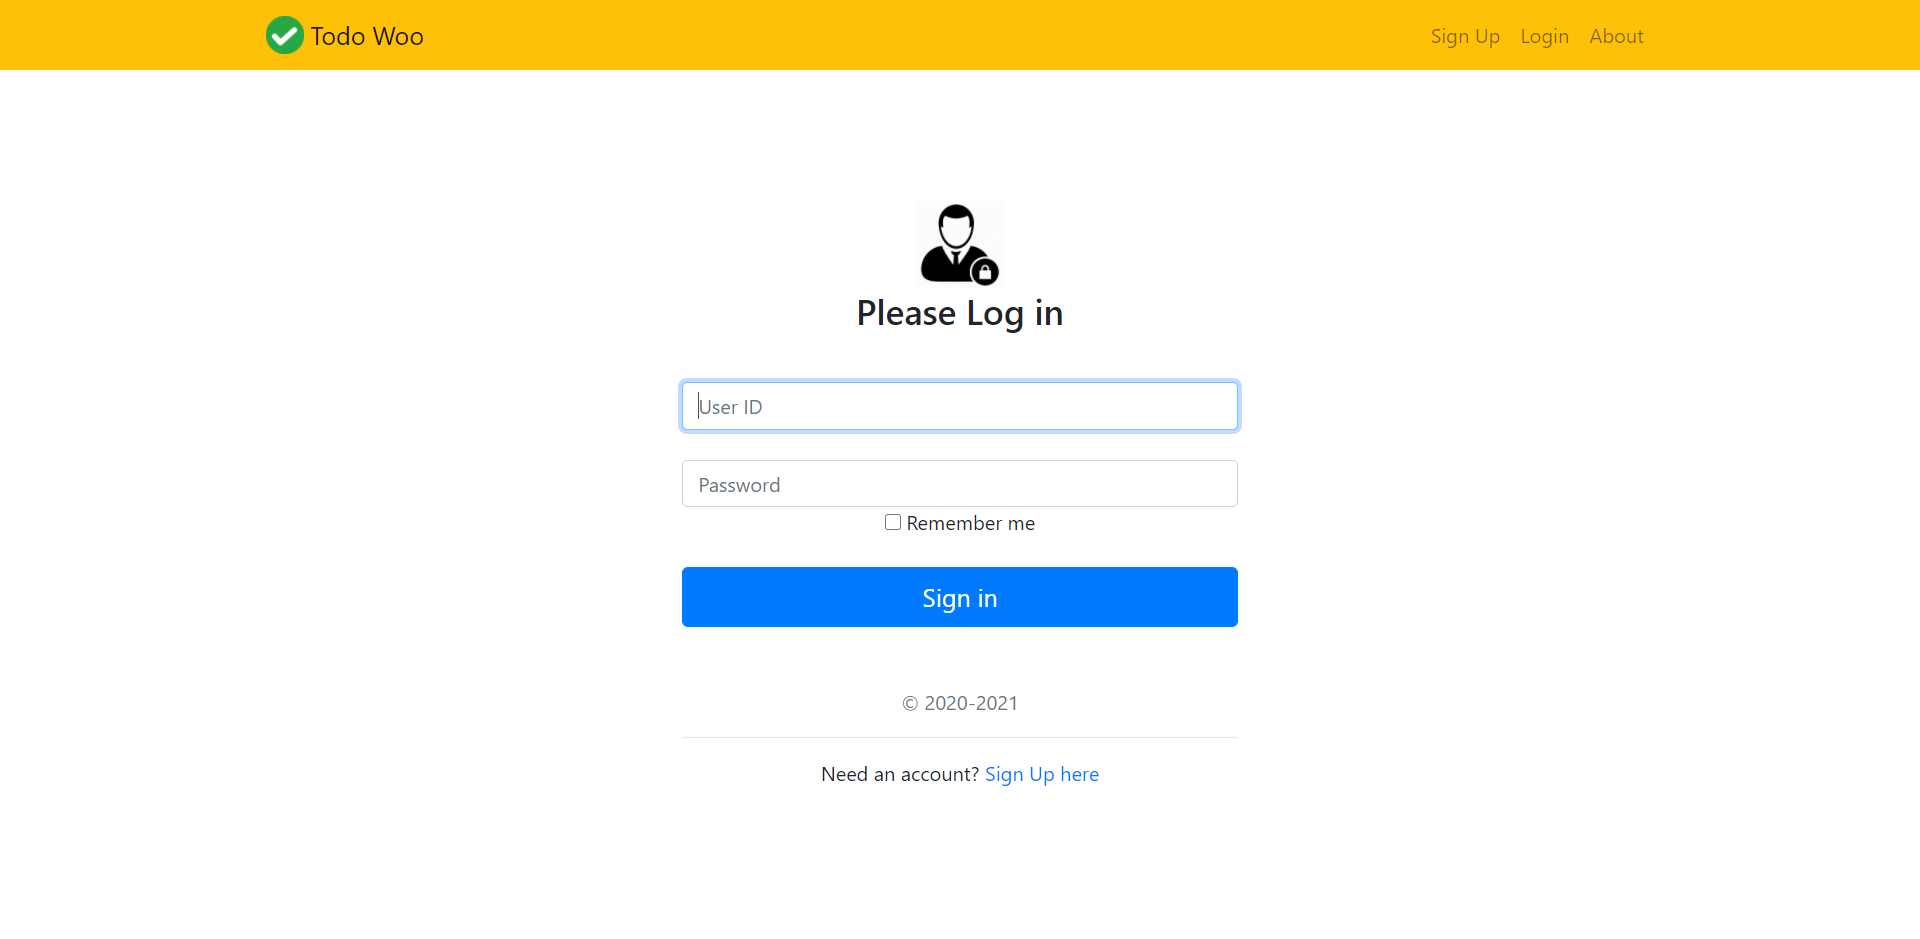 Todo Woo
Sign Up Login About
Please Log in
User ID
Password
Remember me
Sign in
© 2020-2021
Need an account? Sign Up here